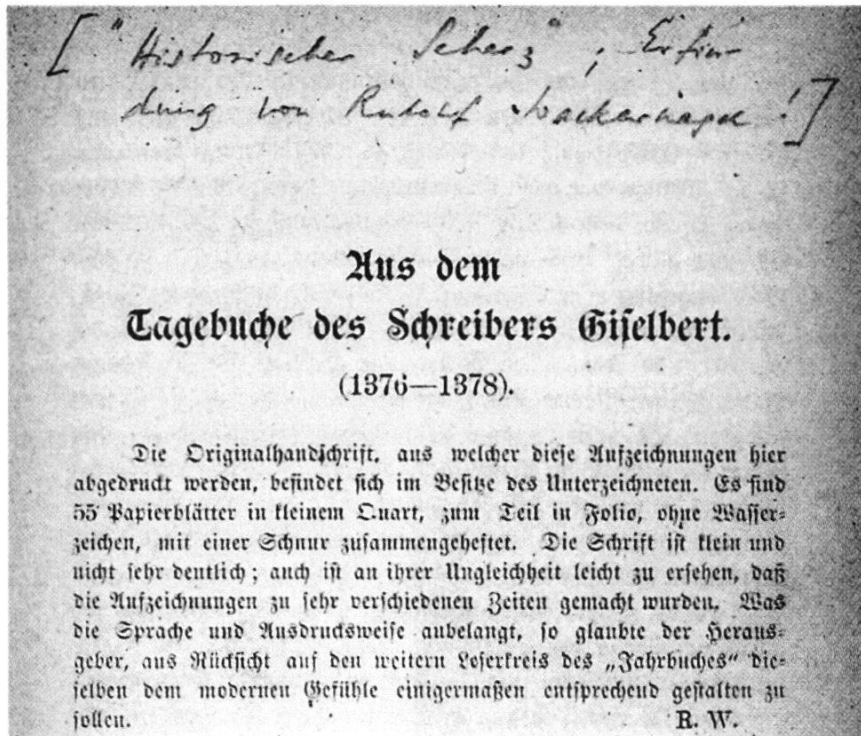 ["Historischer Scherz"; Erfin-
dung von Rudolf Wackernagel!]
Aus dem
Tagebuche des Schreibers Giselbert.
(1376—1378).
Die Originalhandschrift, aus welcher diese Aufzeichnungen hier
abgedruckt werden, befindet sich im Besitze des Unterzeichneten. Es sind
55 Papierblätter in kleinem Quart, zum Teil in Folio, ohne Wasser-
zeichen, mit einer Schnur zusammengeheftet. Die Schrift ist klein und
nicht sehr deutlich; auch ist an ihrer Ungleichheit leicht zu ersehen, daß
die Aufzeichnungen zu sehr verschiedenen Zeiten gemacht wurden. Was
die Sprache und Ausdrucksweise anbelangt, so glaubte der Heraus-
geber, aus Rücksicht auf den weitern Leserkreis des „Jahrbuches" die-
selben dem modernen Gefühle einigermaßen entsprechend gestalten zu
sollen. R. W.